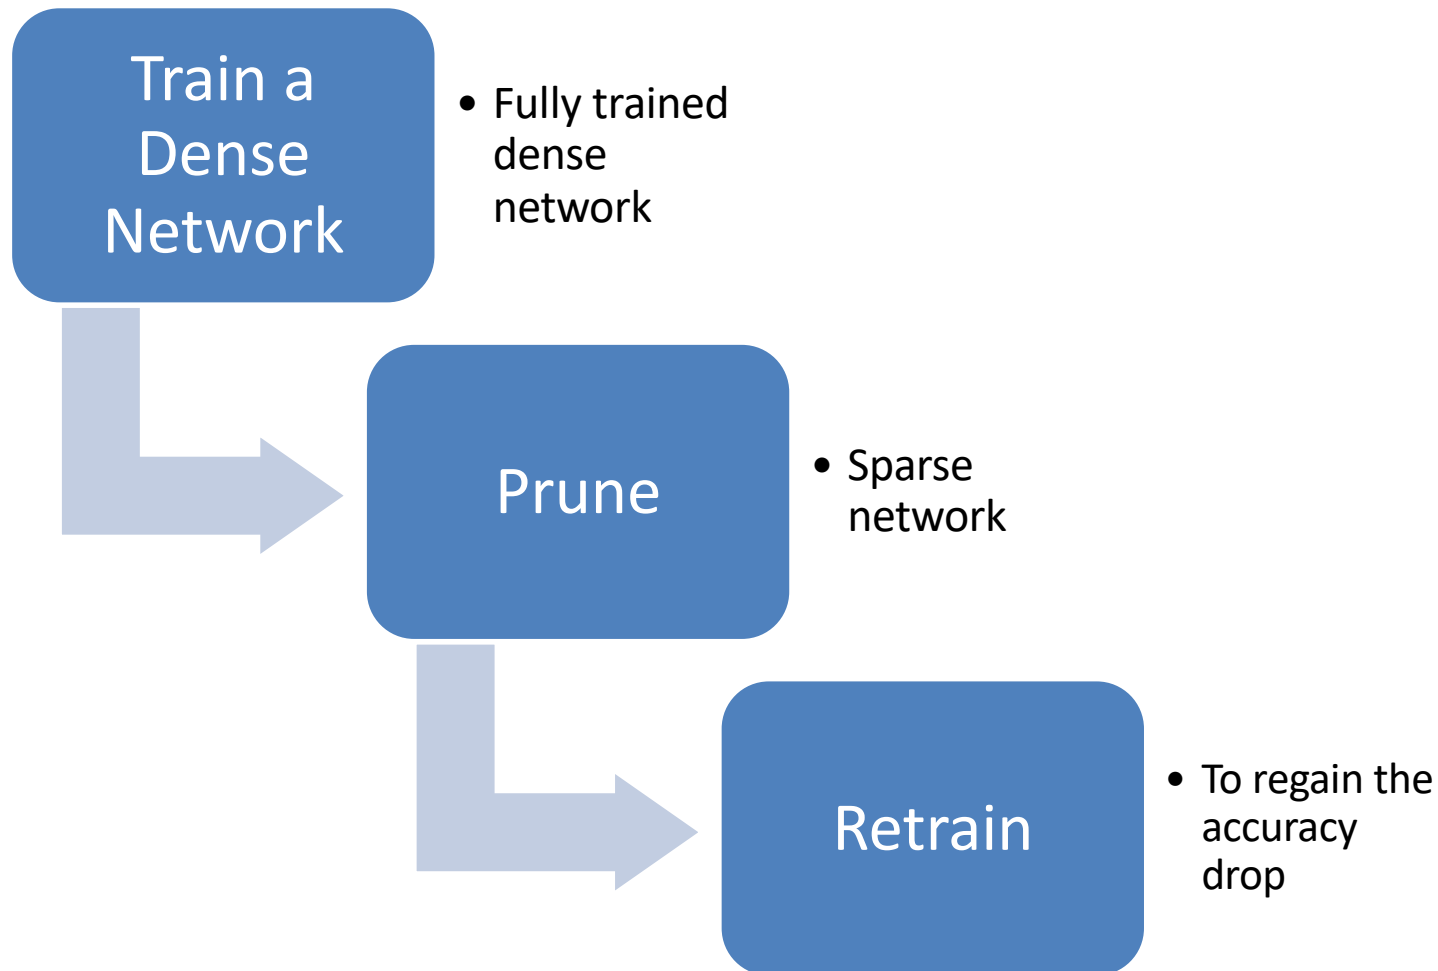 Train a
Dense
Network
• Fully trained
dense
network
Prune
• Sparse
network
Retrain
• To regain the
accuracy
drop